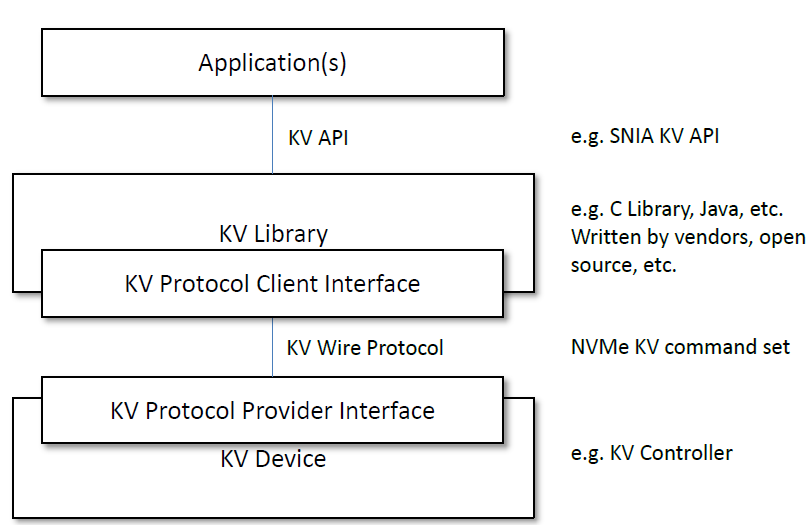 Application(s)
KV API
e.g. SNIA KV API
KV Library
e.g. C Library, Java, etc.
Written by vendors, open
source, etc.
KV Protocol Client Interface
KV Wire Protocol
NVMe KV command set
KV Protocol Provider Interface
KV Device
e.g. KV Controller